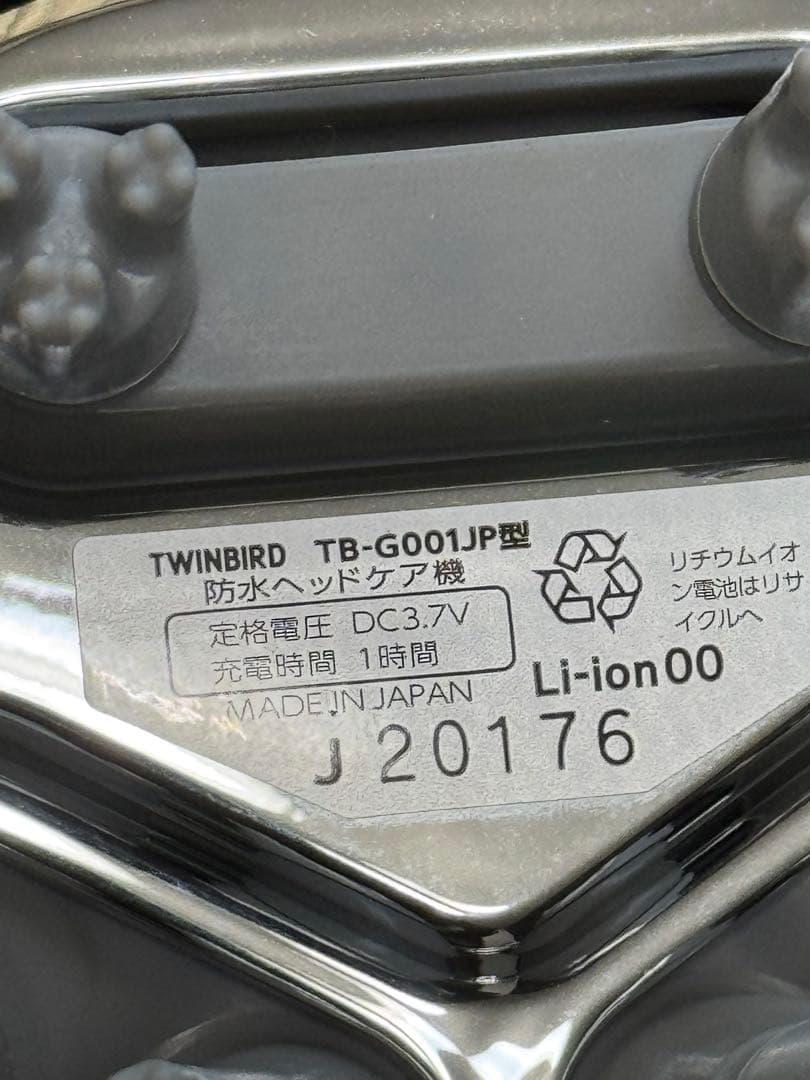 TWINBIRD TB-G001JP型
防水ヘッドケア機
定格電圧 DC3.7V
充電時間 1時間
MADE IN JAPAN
J 20176
リチウムイオ
ン電池はリサ
イクルへ
Li-ion00